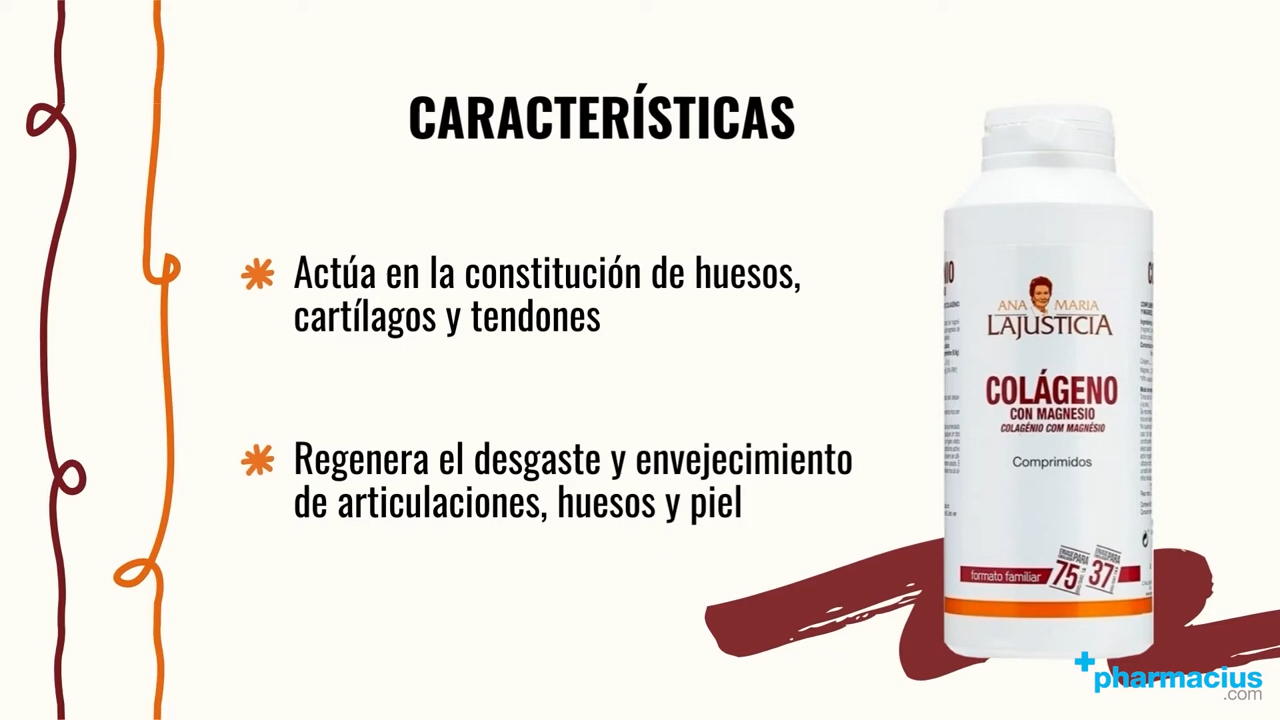 CARACTERÍSTICAS
Actúa en la constitución de huesos,
cartílagos y tendones
Regenera el desgaste y envejecimiento
de articulaciones, huesos y piel
ANA MARIA
LAJUSTICIA
COLÁGENO
CON MAGNESIO
COLAGÉNIO COM MAGNÉSIO
Comprimidos
formato familiar
75
37
pharmacius
.com